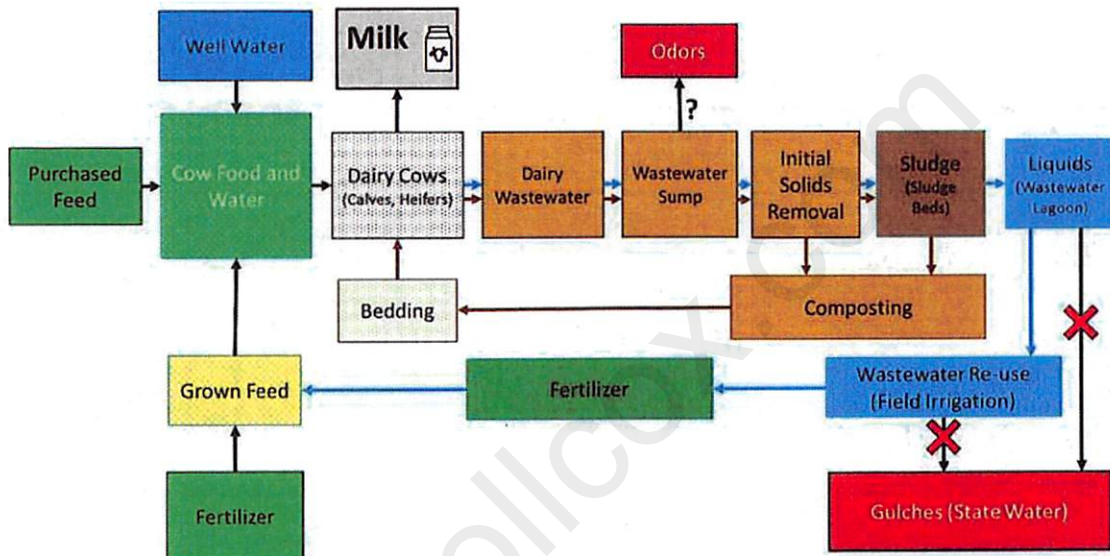 Well Water
Milk
Odors
?
Purchased
Feed
Cow Food and
Water
Dairy Cows
(Calves, Heifers)
Dairy
Wastewater
Wastewater
Sump
Initial
Solids
Removal
Sludge
(Sludge
Beds)
Liquids
(Wastewater
Lagoon)
Bedding
Composting
Grown Feed
Fertilizer
Wastewater Re-use
(Field Irrigation)
Fertilizer
Gulches (State Water)